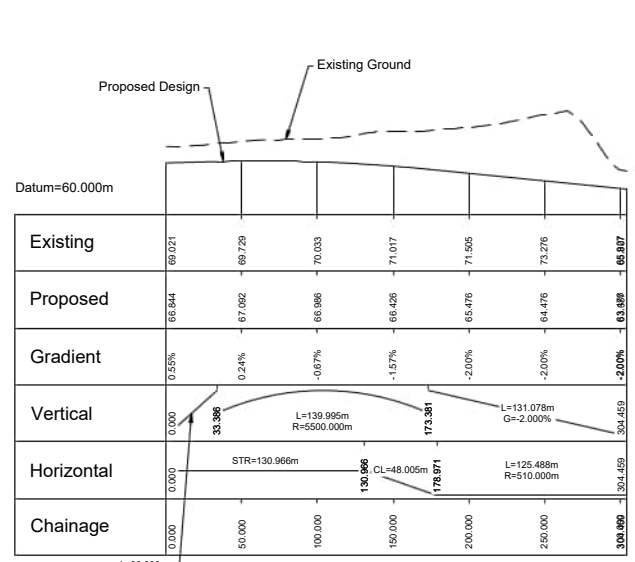 Existing Ground
Proposed Design
Datum=60.000m
Existing 69.021 69.729 70.033 71.017 71.505 73.276
Proposed 66.844 67.092 66.986 66.426 65.476 64.476
Gradient 0.55% 0.24% -0.67% -1.57% -2.00% -2.00% -2.00%
Vertical 0.000 33.386 L=139.995m R=5500.000m 173.381 L=131.078m G=-2.000% 304.459
Horizontal 0.000 STR=130.966m 130.966 CL=48.005m 178.971 L=125.488m R=510.000m 304.459
Chainage 0.000 50.000 100.000 150.000 200.000 250.000